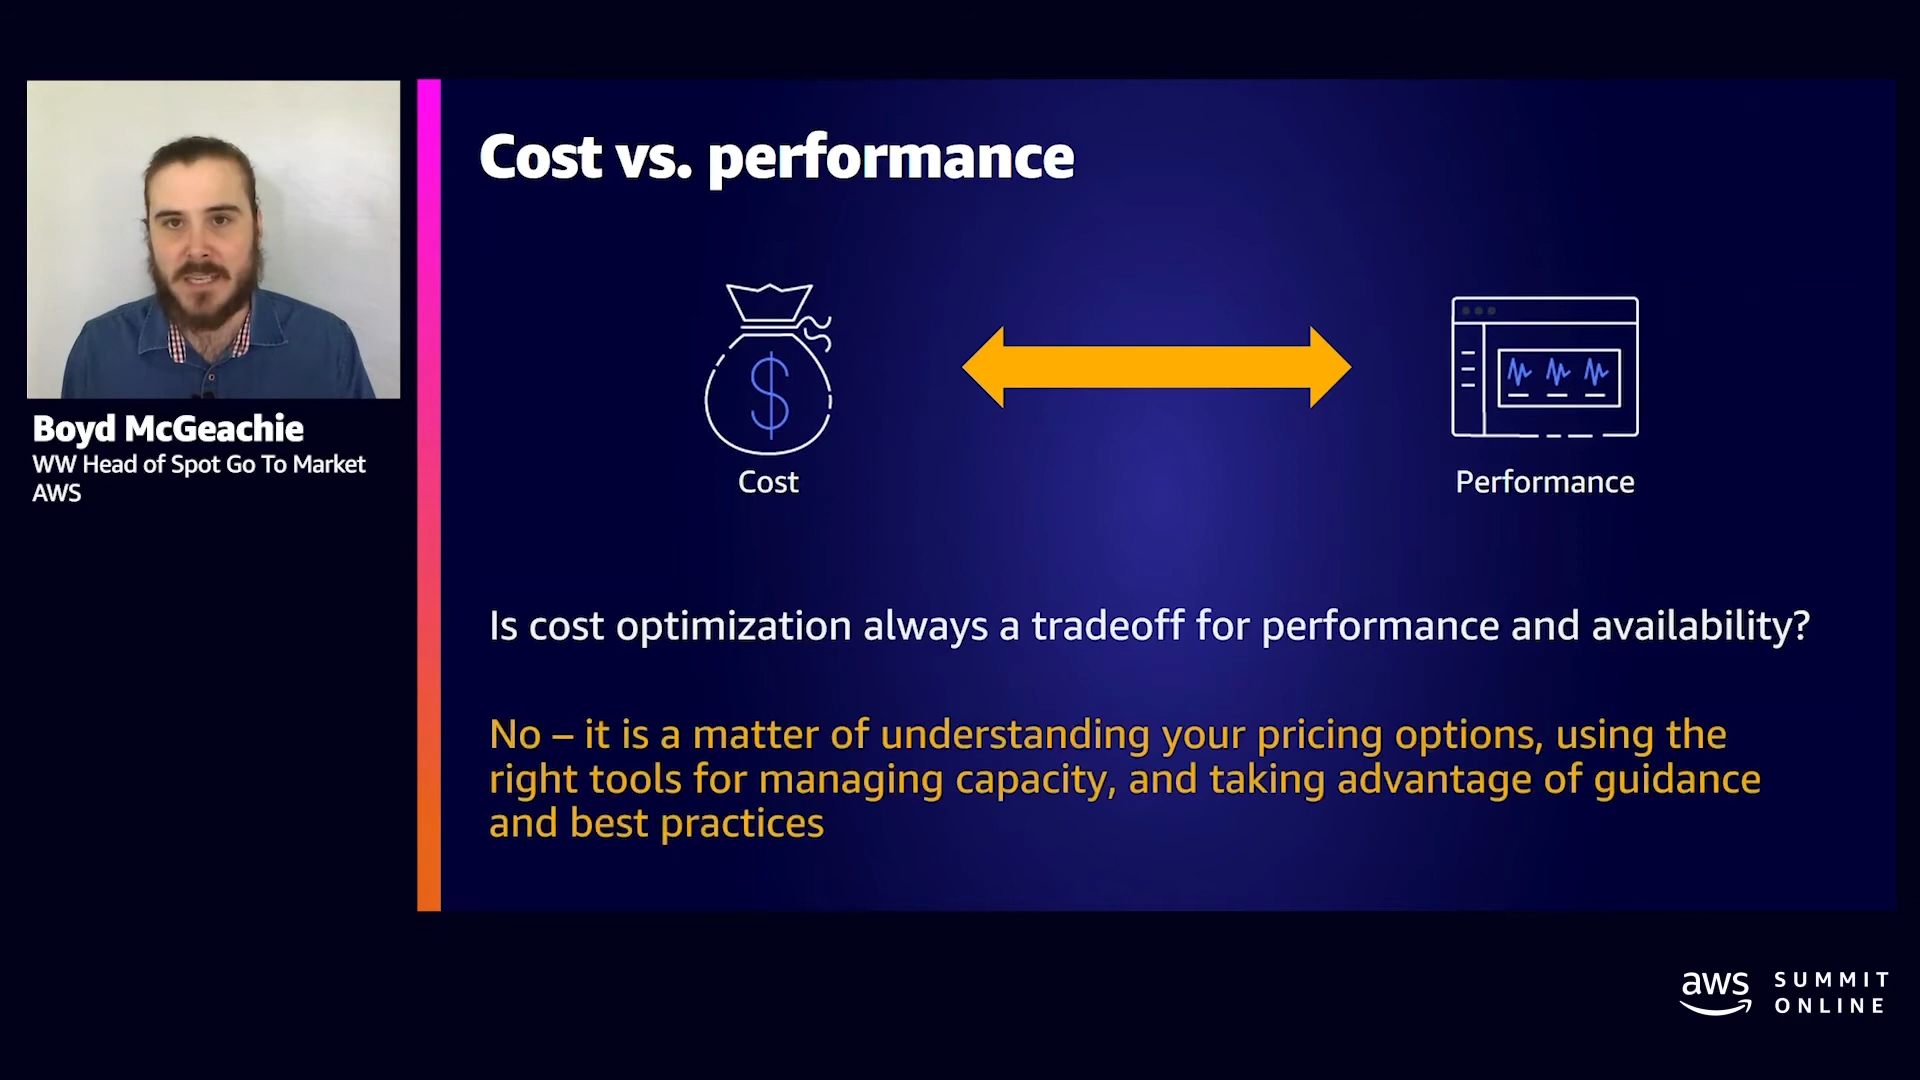 Boyd McGeachie
WW Head of Spot Go To Market
AWS
Cost vs. performance
$
Cost
Performance
Is cost optimization always a tradeoff for performance and availability?
No – it is a matter of understanding your pricing options, using the
right tools for managing capacity, and taking advantage of guidance
and best practices
aws
SUMMIT
ONLINE